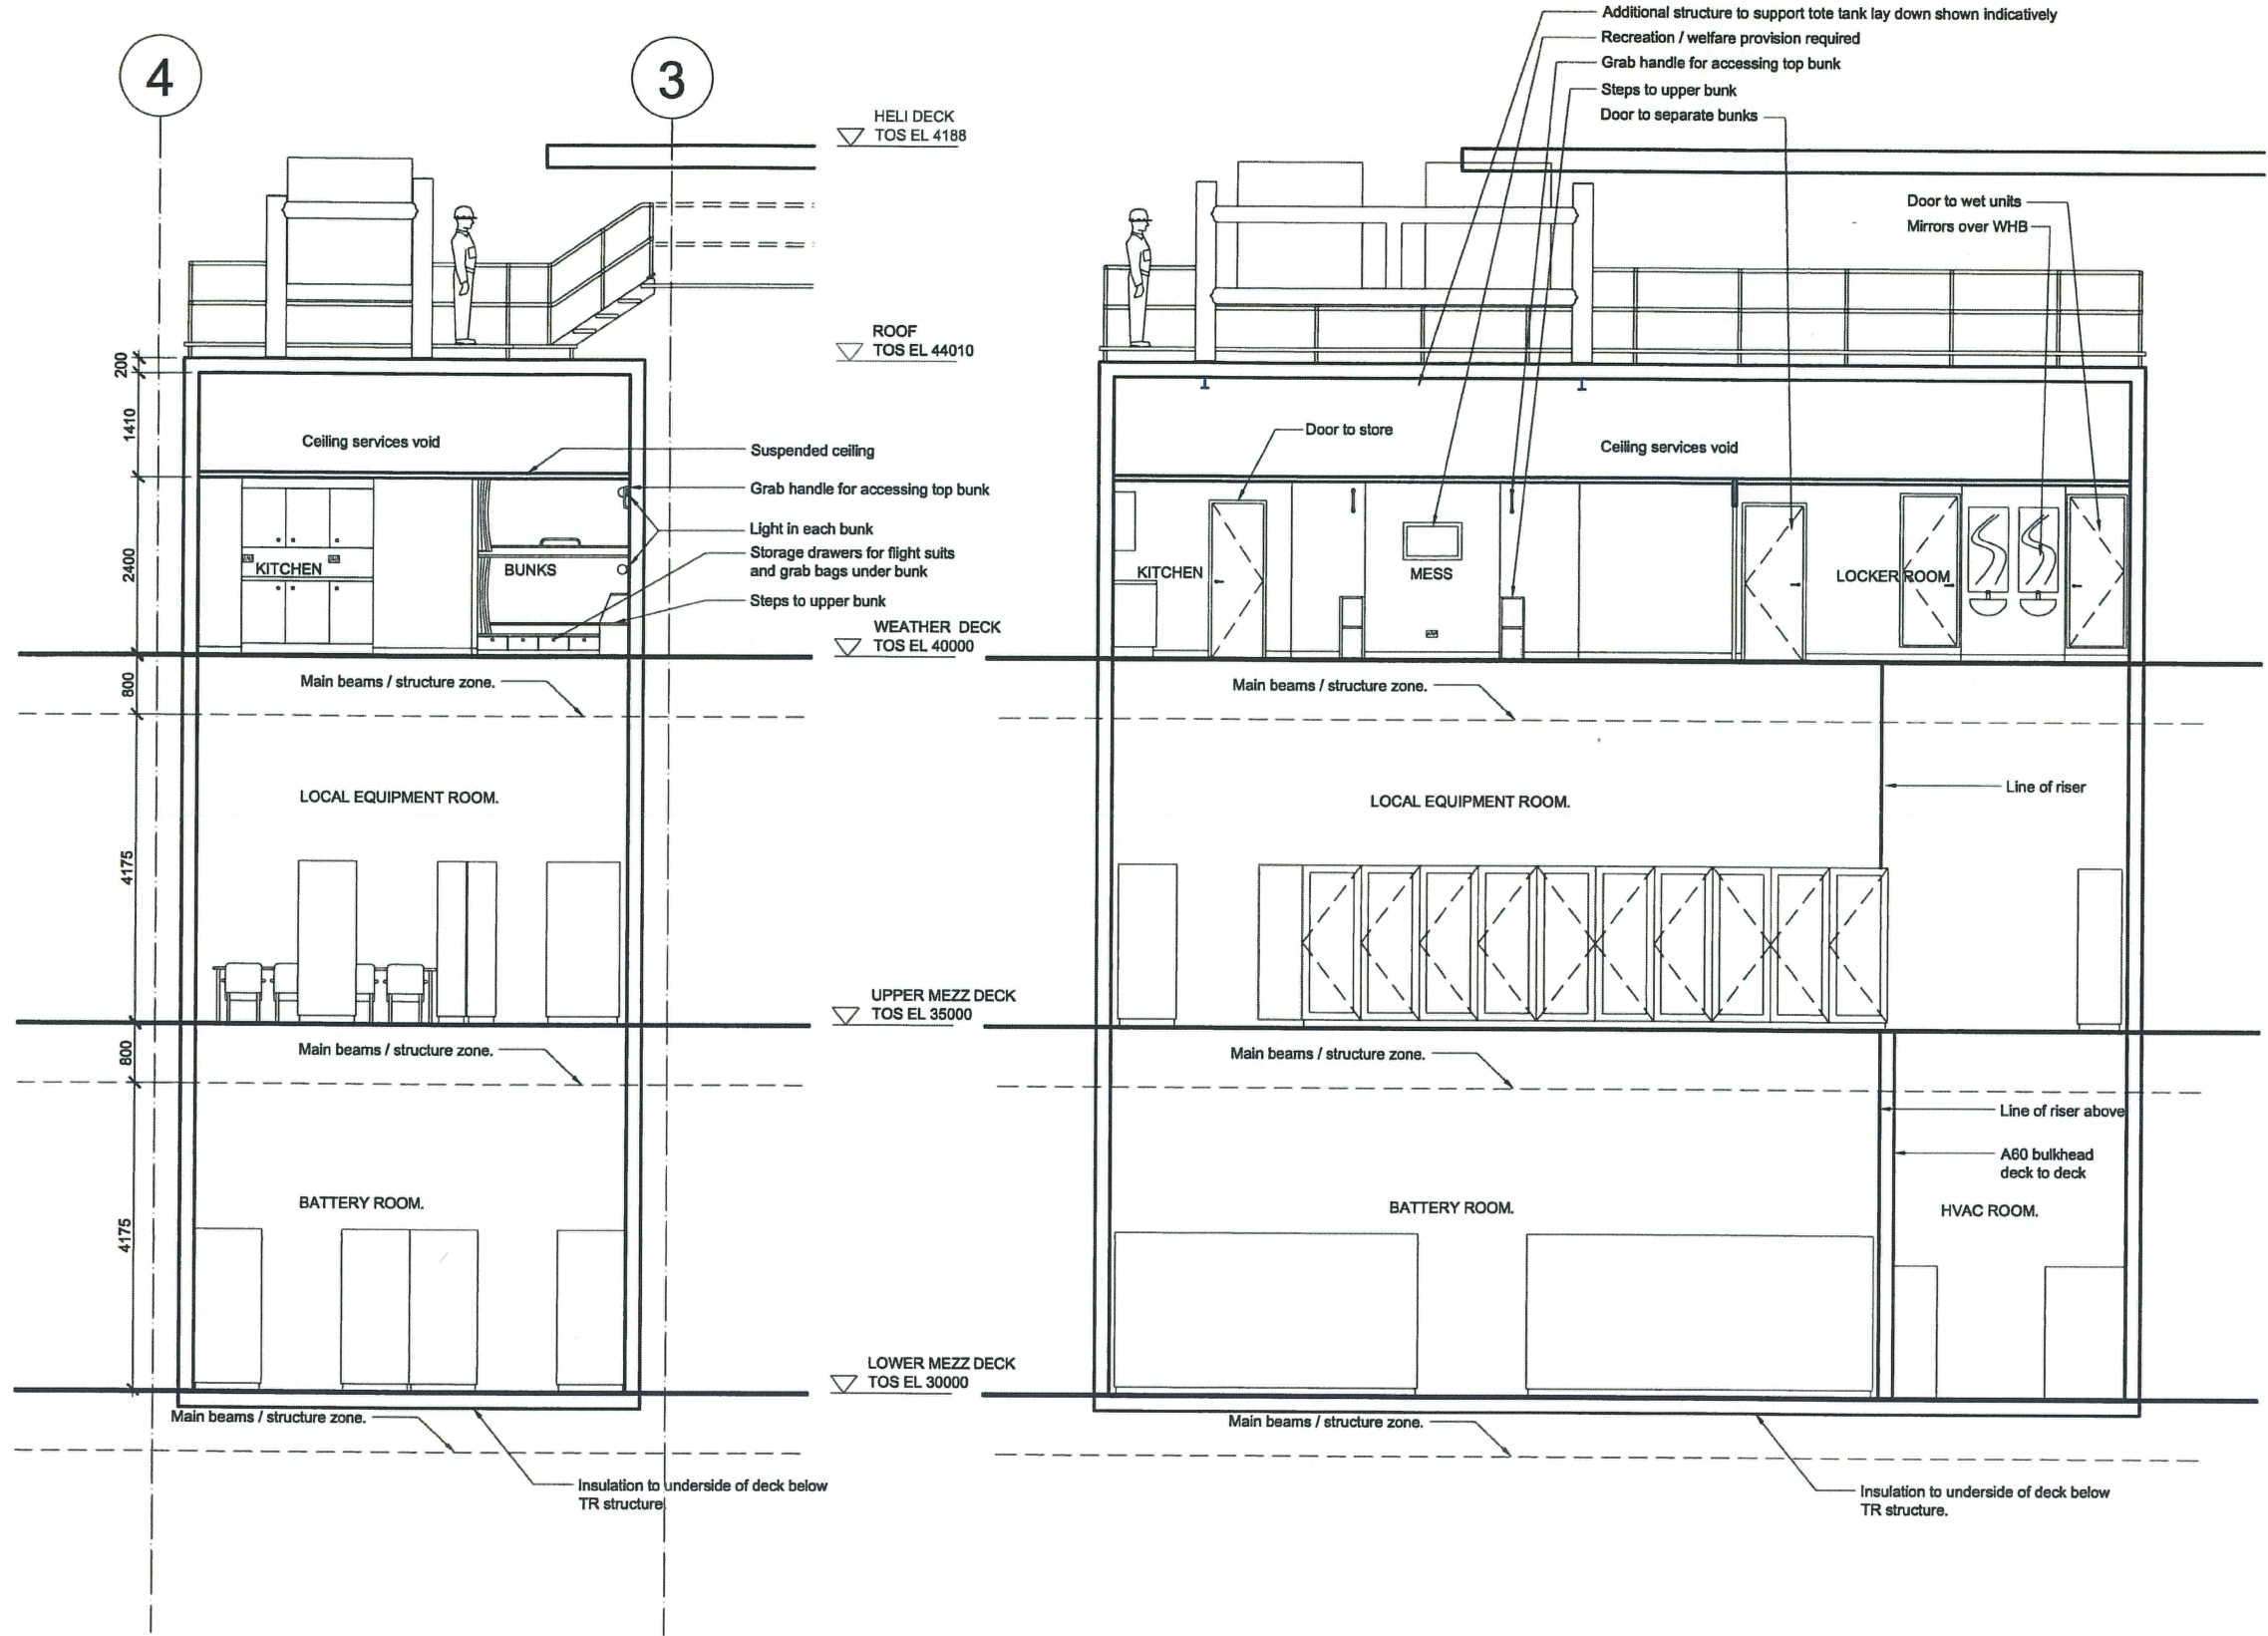 4
3
HELI DECK
TOS EL 4188
ROOF
TOS EL 44010
200
1410
2400
800
4175
800
4175
Ceiling services void
Suspended ceiling
Grab handle for accessing top bunk
Light in each bunk
Storage drawers for flight suits
and grab bags under bunk
Steps to upper bunk
KITCHEN
BUNKS
WEATHER DECK
TOS EL 40000
Main beams / structure zone.
LOCAL EQUIPMENT ROOM.
UPPER MEZZ DECK
TOS EL 35000
Main beams / structure zone.
BATTERY ROOM.
LOWER MEZZ DECK
TOS EL 30000
Main beams / structure zone.
Insulation to underside of deck below
TR structure.
Additional structure to support tote tank lay down shown indicatively
Recreation / welfare provision required
Grab handle for accessing top bunk
Steps to upper bunk
Door to separate bunks
Door to wet units
Mirrors over WHB
Door to store
Ceiling services void
KITCHEN
MESS
LOCKER ROOM
Main beams / structure zone.
LOCAL EQUIPMENT ROOM.
Line of riser
Main beams / structure zone.
Line of riser above
A60 bulkhead
deck to deck
BATTERY ROOM.
HVAC ROOM.
Main beams / structure zone.
Insulation to underside of deck below
TR structure.